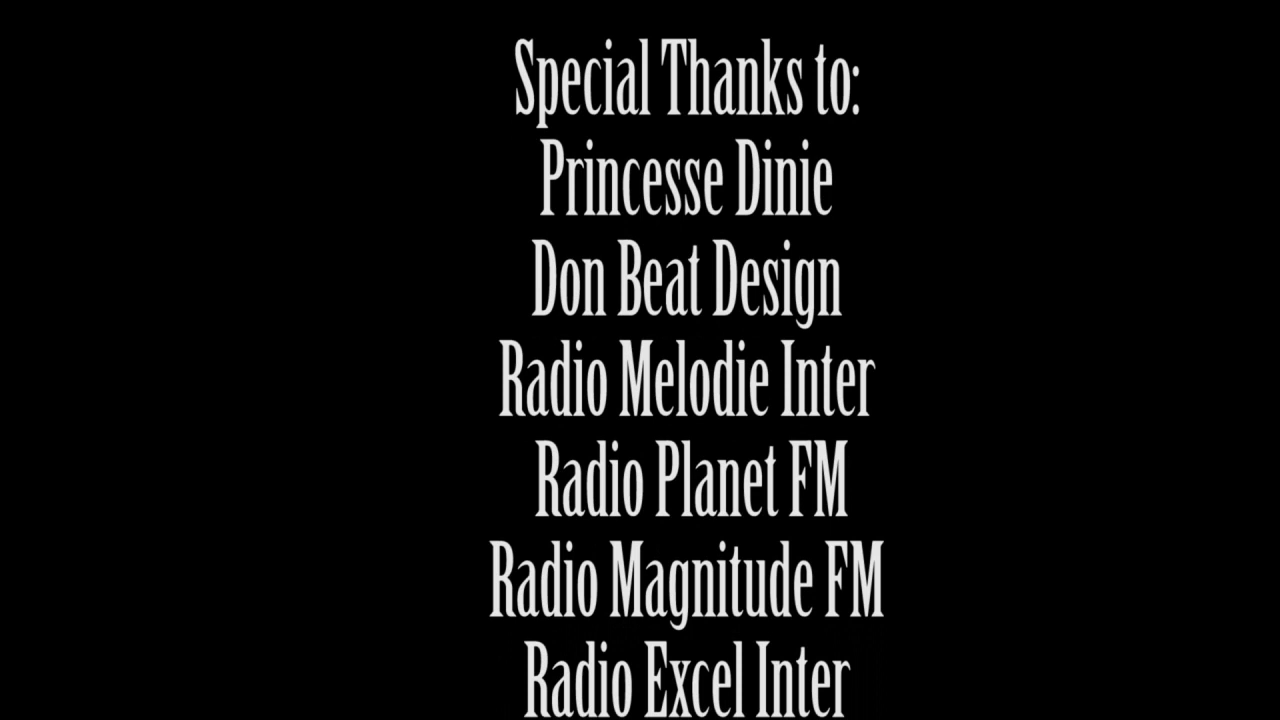 Special Thanks to:
Princesse Dinie
Don Beat Design
Radio Melodie Inter
Radio Planet FM
Radio Magnitude FM
Radio Excel Inter